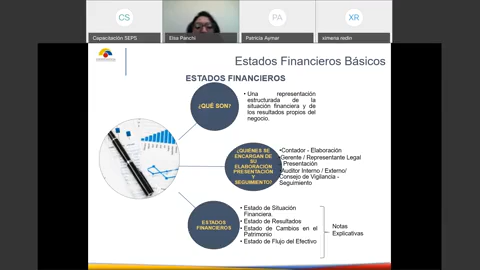 CS
PA
XR
Capacitación SEPS
Elsa Panchi
Patricia Aymar
ximena redin
Estados Financieros Básicos
ESTADOS FINANCIEROS
¿QUÉ SON?
• Una representación
estructurada de la
situación financiera y de
los resultados propios del
negocio.
¿QUIÉNES SE
ENCARGAN DE
SU
ELABORACIÓN
PRESENTACIÓN
Y
SEGUIMIENTO?
•Contador - Elaboración
•Gerente / Representante Legal
- Presentación
•Auditor Interno / Externo/
Consejo de Vigilancia -
Seguimiento
ESTADOS
FINANCIEROS
• Estado de Situación
Financiera.
• Estado de Resultados
• Estado de Cambios en el
Patrimonio
• Estado de Flujo del Efectivo
Notas
Explicativas